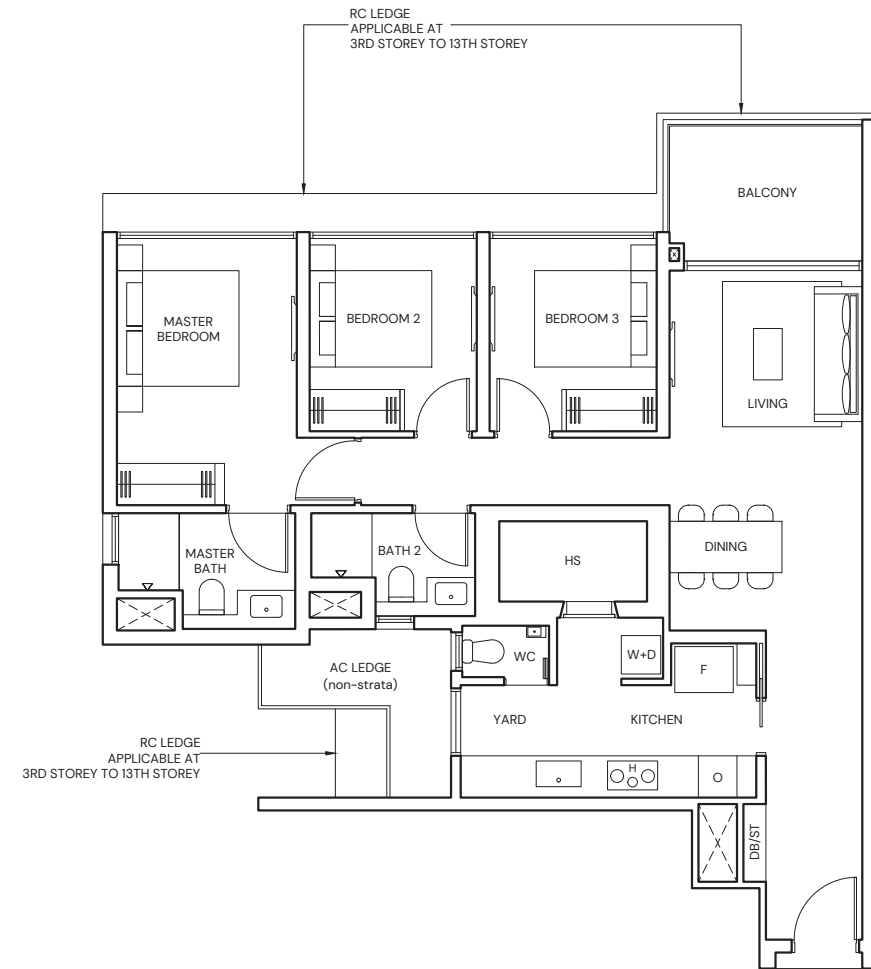 RC LEDGE
APPLICABLE AT
3RD STOREY TO 13TH STOREY
BALCONY
MASTER
BEDROOM
BEDROOM 2
BEDROOM 3
LIVING
MASTER
BATH
BATH 2
HS
DINING
WC
W+D
F
AC LEDGE
(non-strata)
YARD
KITCHEN
RC LEDGE
APPLICABLE AT
3RD STOREY TO 13TH STOREY
H
O
DB/ST